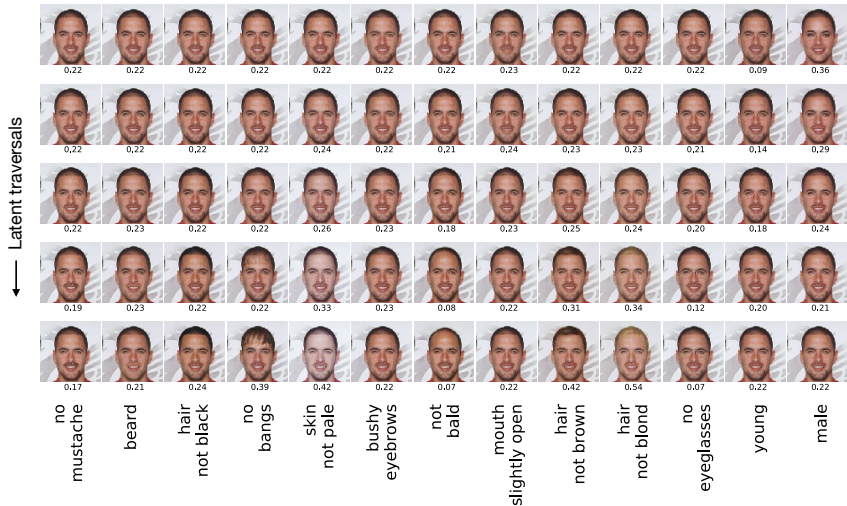 Latent traversals
0.22 0.22 0.22 0.22 0.22 0.22 0.22 0.23 0.22 0.22 0.22 0.09 0.36
0.22 0.22 0.22 0.22 0.24 0.22 0.21 0.24 0.23 0.23 0.21 0.14 0.29
0.22 0.23 0.22 0.22 0.26 0.23 0.18 0.23 0.25 0.24 0.20 0.18 0.24
0.19 0.23 0.22 0.22 0.33 0.23 0.08 0.22 0.31 0.34 0.12 0.20 0.21
0.17 0.21 0.24 0.39 0.42 0.22 0.07 0.22 0.42 0.54 0.07 0.22 0.22
no
mustache
beard
hair
not black
no
bangs
skin
not pale
bushy
eyebrows
not
bald
mouth
slightly open
hair
not brown
hair
not blond
no
eyeglasses
young
male